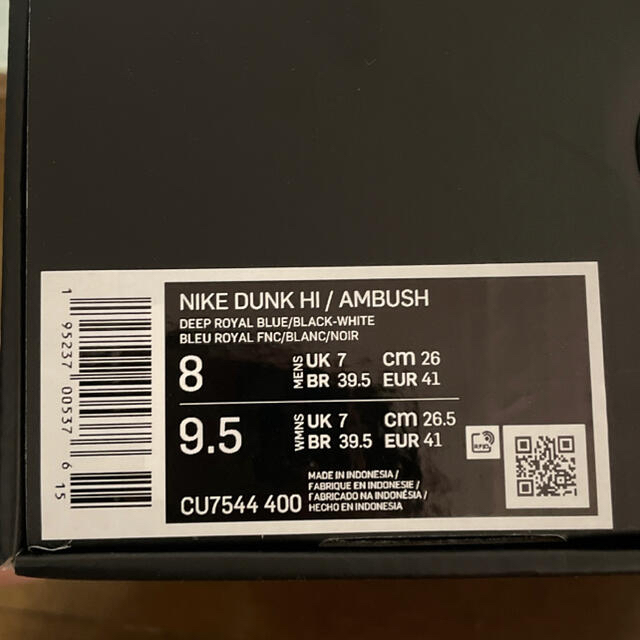 NIKE DUNK HI / AMBUSH
DEEP ROYAL BLUE/BLACK-WHITE
BLEU ROYAL FNC/BLANC/NOIR
8 MENS UK 7 cm 26
BR 39.5 EUR 41
9.5 WMNS UK 7 cm 26.5
BR 39.5 EUR 41
RFID
CU7544 400
MADE IN INDONESIA /
FABRIQUE EN INDONESIE /
FABRICADO NA INDONÉSIA /
HECHO EN INDONESIA
1 95237 00537 6 15